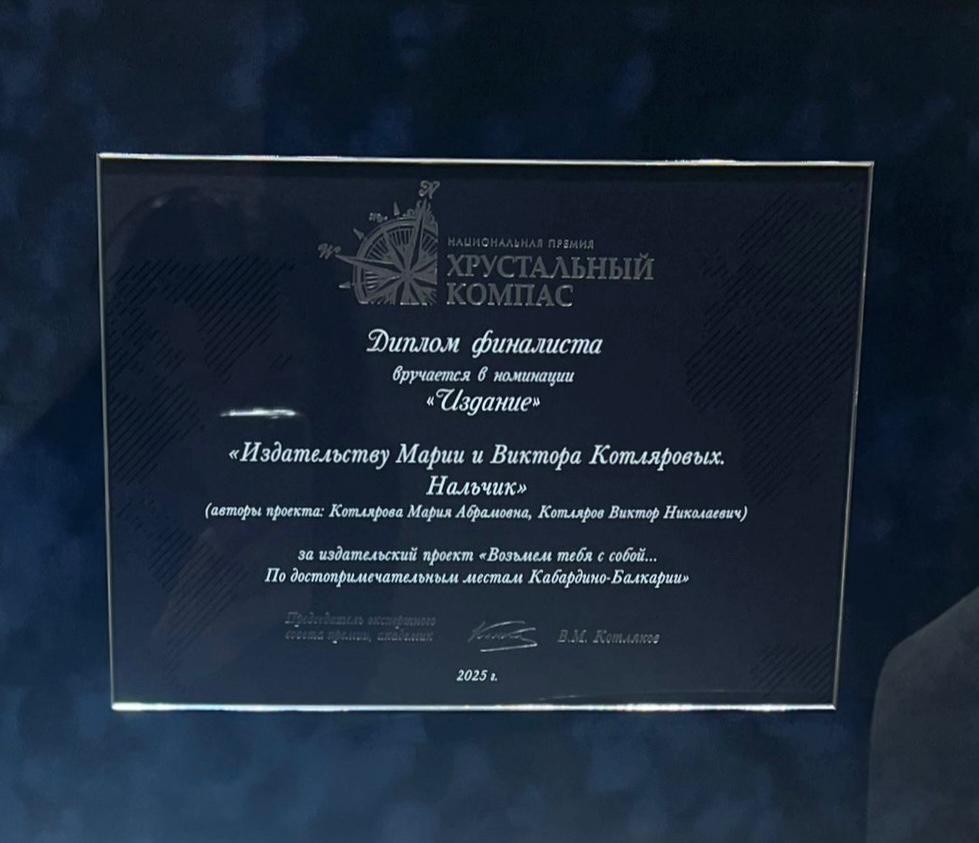 N
NW
W
НАЦИОНАЛЬНАЯ ПРЕМИЯ
ХРУСТАЛЬНЫЙ
КОМПАС
Диплом финалиста
вручается в номинации
«Издание»
«Издательству Марии и Виктора Котляровых.
Нальчик»
(авторы проекта: Котлярова Мария Абрамовна, Котляров Виктор Николаевич)
за издательский проект «Возьмем тебя с собой...
По достопримечательным местам Кабардино-Балкарии»
Председатель экспертного
совета премии, академик
В.М. Котляков
2025 г.